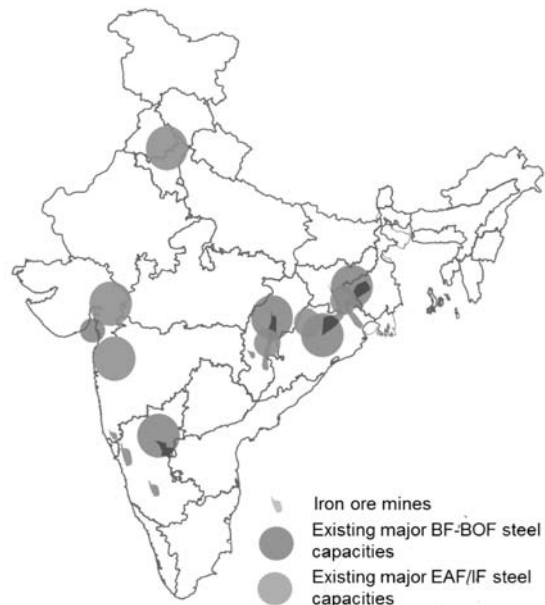 Iron ore mines
Existing major BF-BOF steel
capacities
Existing major EAF/IF steel
capacities